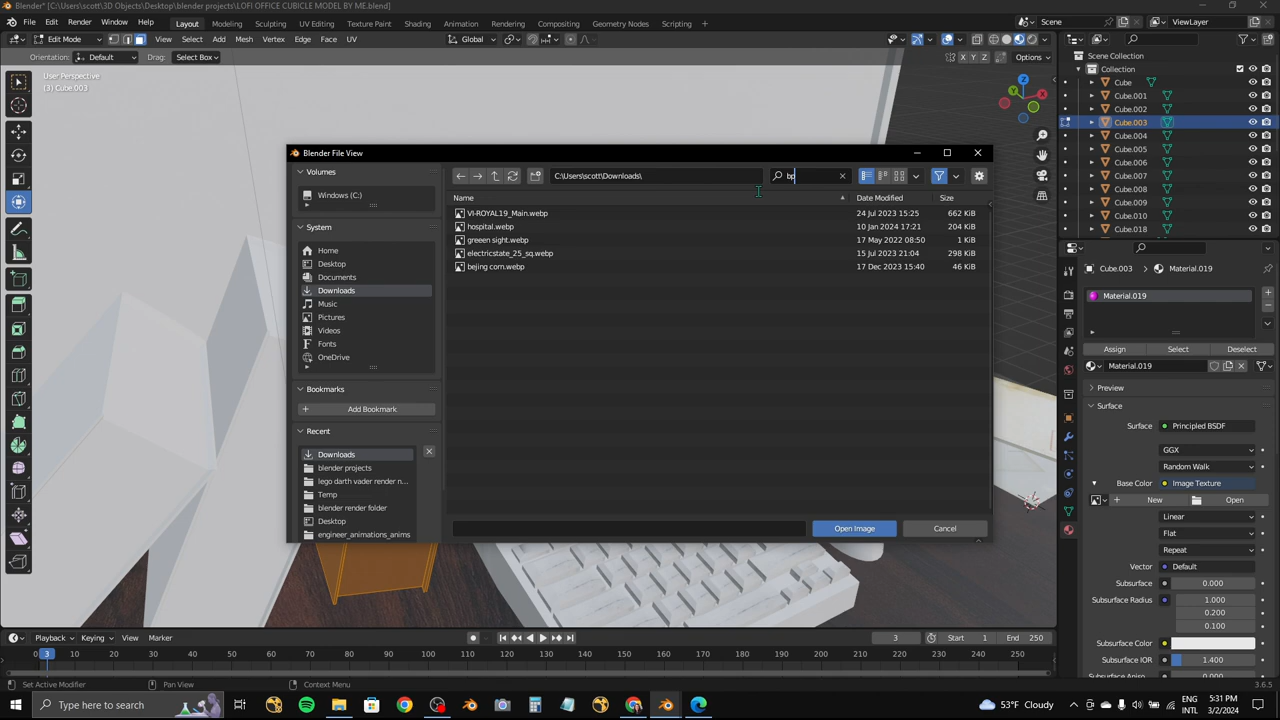 Blender* [C:\Users\scott\3D Objects\Desktop\blender projects\LOFI OFFICE CUBICLE MODEL BY ME.blend]
File Edit Render Window Help Layout Modeling Sculpting UV Editing Texture Paint Shading Animation Rendering Compositing Geometry Nodes Scripting Scene ViewLayer
Edit Mode View Select Add Mesh Vertex Edge Face UV Global
Orientation: Default Drag: Select Box X Y Z Options
User Perspective
(3) Cube.003
Scene Collection
Collection
Cube
Cube.001
Cube.002
Cube.003
Cube.004
Cube.005
Cube.006
Cube.007
Cube.008
Cube.009
Cube.010
Cube.018
Blender File View
Volumes
Windows (C:)
System
Home
Desktop
Documents
Downloads
Music
Pictures
Videos
Fonts
OneDrive
Bookmarks
Add Bookmark
Recent
Downloads
blender projects
lego darth vader render n...
Temp
blender render folder
Desktop
engineer_animations_anims
C:\Users\scott\Downloads\ bp
Name Date Modified Size
VI-ROYAL19_Main.webp 24 Jul 2023 15:25 662 KiB
hospital.webp 10 Jan 2024 17:21 204 KiB
greeen sight.webp 17 May 2022 08:50 1 KiB
electricstate_25_sq.webp 15 Jul 2023 21:04 298 KiB
bejing corn.webp 17 Dec 2023 15:40 46 KiB
Open Image Cancel
Cube.003 Material.019
Material.019
Assign Select Deselect
Material.019
Preview
Surface
Surface Principled BSDF
GGX
Random Walk
Base Color Image Texture
New Open
Linear
Flat
Repeat
Vector Default
Subsurface 0.000
Subsurface Radius 1.000
0.200
0.100
Subsurface Color
Subsurface IOR 1.400
Playback Keying View Marker 3 Start 1 End 250
0 3 10 20 30 40 50 60 70 80 90 100 110 120 130 140 150 160 170 180 190 200 210 220 230 240 250
Set Active Modifier Pan View Context Menu 3.6.5
Type here to search 53°F Cloudy ENG INTL 5:31 PM 3/2/2024